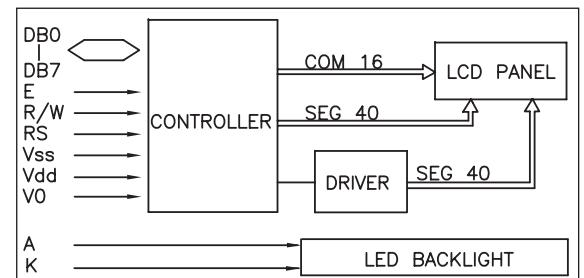 DB0
DB7
E
R/W
RS
Vss
Vdd
V0
A
K
CONTROLLER
COM 16
SEG 40
DRIVER
SEG 40
LCD PANEL
LED BACKLIGHT